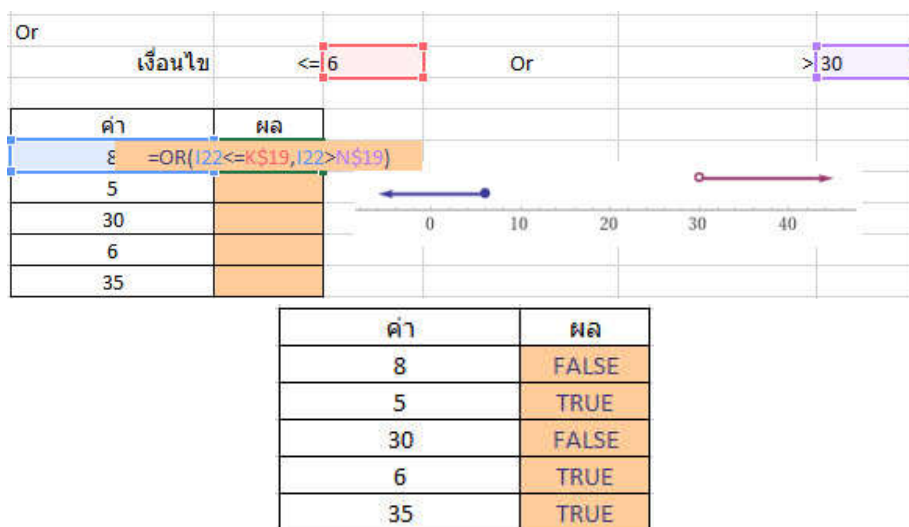 Or
เงื่อนไข <= 6 Or > 30
ค่า ผล
8 =OR(I22<=K$19,I22>N$19)
5
30
6
35
0 10 20 30 40
ค่า ผล
8 FALSE
5 TRUE
30 FALSE
6 TRUE
35 TRUE